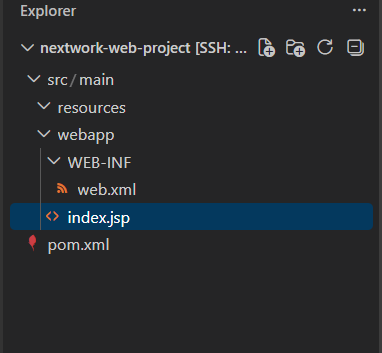 Explorer
nextwork-web-project [SSH: ...
src/main
resources
webapp
WEB-INF
web.xml
index.jsp
pom.xml